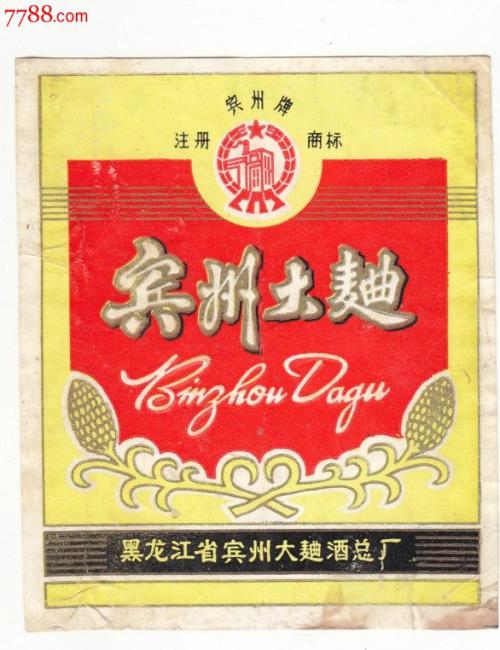 7788.com
宾州牌
注册 商标
宾州大麯
Binzhou Dagu
黑龙江省宾州大麯酒总厂